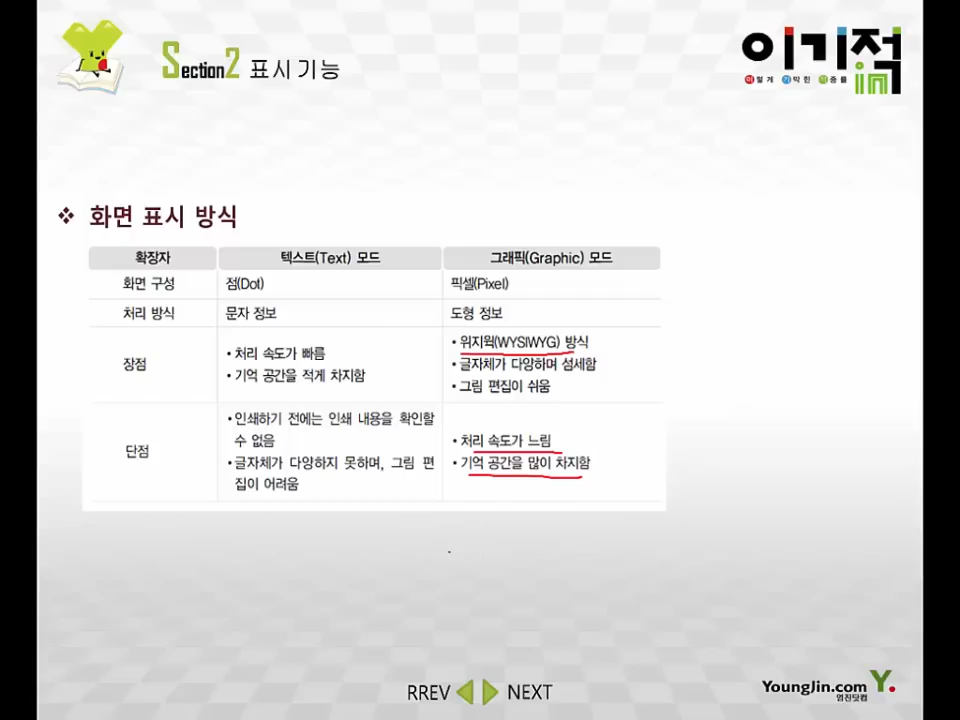 Section2 표시기능
이기적in
이렇게 기막힌 적중률
❖ 화면 표시 방식
확장자 텍스트(Text) 모드 그래픽(Graphic) 모드
화면 구성 점(Dot) 픽셀(Pixel)
처리 방식 문자 정보 도형 정보
장점
• 처리 속도가 빠름
• 기억 공간을 적게 차지함
• 위지윅(WYSIWYG) 방식
• 글자체가 다양하며 섬세함
• 그림 편집이 쉬움
단점
• 인쇄하기 전에는 인쇄 내용을 확인할
수 없음
• 글자체가 다양하지 못하며, 그림 편
집이 어려움
• 처리 속도가 느림
• 기억 공간을 많이 차지함
RREV NEXT
YoungJin.com Y.
영진닷컴